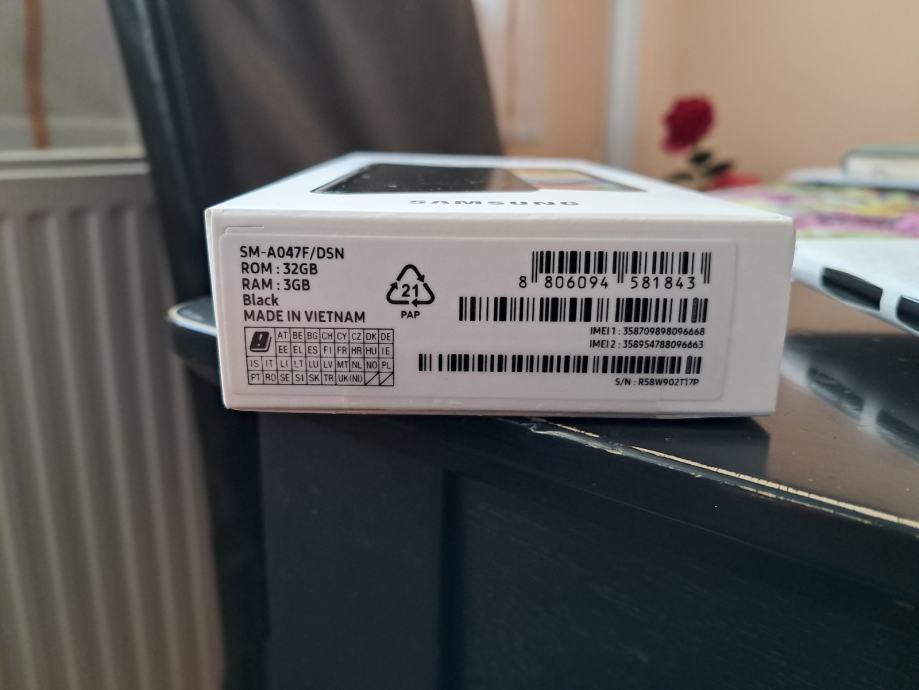 SAMSUNG
SM-A047F/DSN
ROM : 32GB
RAM : 3GB
Black
MADE IN VIETNAM
AT BE BG CH CY CZ DK DE
EE EL ES FI FR HR HU IE
IS IT LI LT LU LV MT NL NO PL
PT RO SE SI SK TR UK(NI)
21
PAP
8 806094 581843
IMEI 1 : 358709898096668
IMEI 2 : 358954788096663
S/N : R58W902T17P